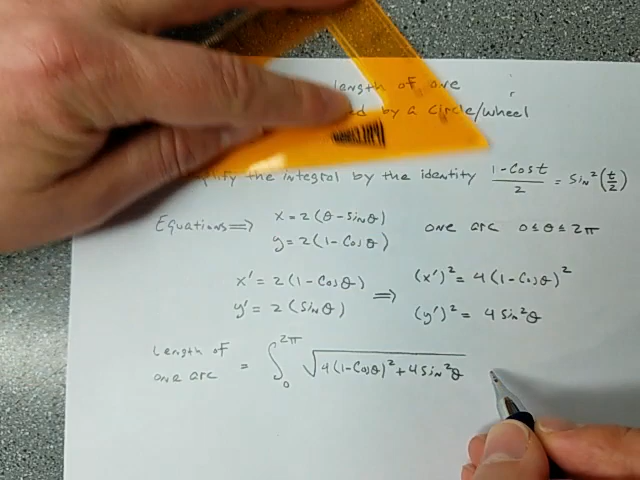 length of one
by a circle/wheel
the integral by the identity (1-Cos t)/2 = Sin²(t/2)
Equations ⟹ x = 2(θ-sinθ)
y = 2(1-Cosθ)
one arc 0≤θ≤2π
x' = 2(1-Cosθ) ⟹ (x')² = 4(1-Cosθ)²
y' = 2(Sinθ) (y')² = 4 Sin²θ
Length of one arc = ∫₀^2π √(4(1-Cosθ)²+4Sin²θ)